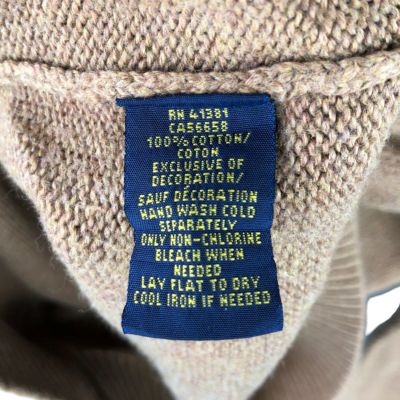 RN 41381
CA56658
100% COTTON/
COTON
EXCLUSIVE OF
DECORATION/
SAUF DÉCORATION
HAND WASH COLD
SEPARATELY
ONLY NON-CHLORINE
BLEACH WHEN
NEEDED
LAY FLAT TO DRY
COOL IRON IF NEEDED